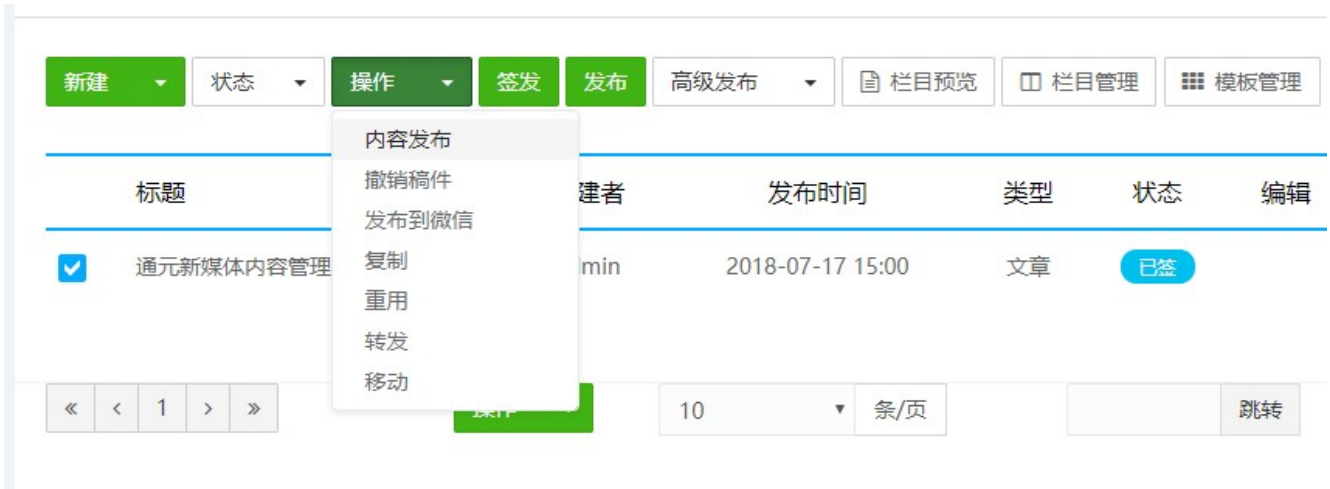 新建 状态 操作 签发 发布 高级发布 栏目预览 栏目管理 模板管理
内容发布
标题 撤销稿件 建者 发布时间 类型 状态 编辑
发布到微信
通元新媒体内容管理 复制 min 2018-07-17 15:00 文章 已签
重用
转发
移动
« < 1 > » 10 条/页 跳转